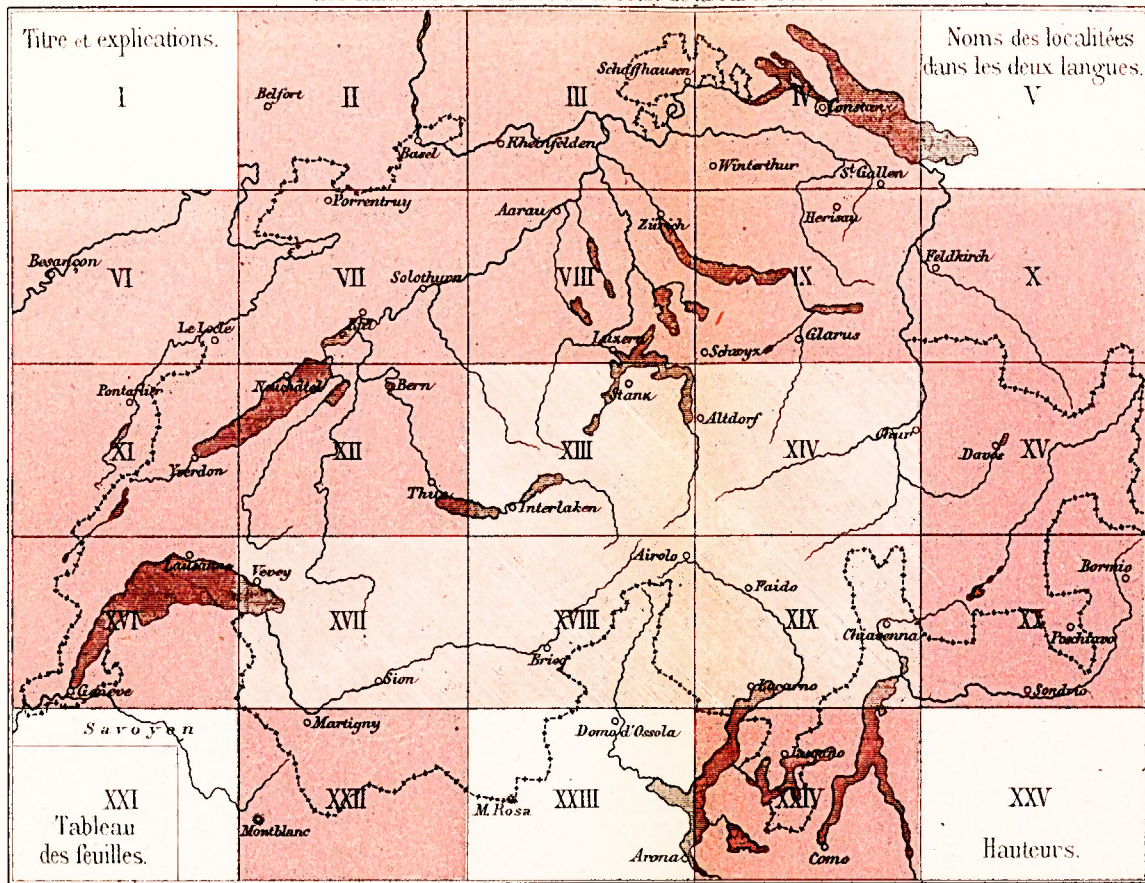 Titre et explications.
I
II
Belfort
Basel
III
Schaffhausen
Rheinfelden
IV
Constanz
Winterthur
St Gallen
Noms des localitées
dans les deux langues.
V
VI
Besançon
Le Locle
VII
Porrentruy
Solothurn
Biel
VIII
Aarau
Zürich
Luzern
IX
Herisau
Schwyz
Glarus
X
Feldkirch
XI
Pontarlier
Yverdon
XII
Neuchâtel
Bern
Thun
XIII
Stanz
Interlaken
XIV
Altdorf
Chur
XV
Davos
XVI
Lausanne
Genève
XVII
Vevey
Sion
XVIII
Airolo
Brieg
XIX
Faido
Chiavenna
Locarno
XX
Bormio
Poschiavo
Sondrio
Savoyen
XXI
Tableau
des feuilles.
XXII
Martigny
Montblanc
XXIII
Domo d'Ossola
M. Rosa
Arona
XXIV
Lugano
Como
XXV
Hauteurs.